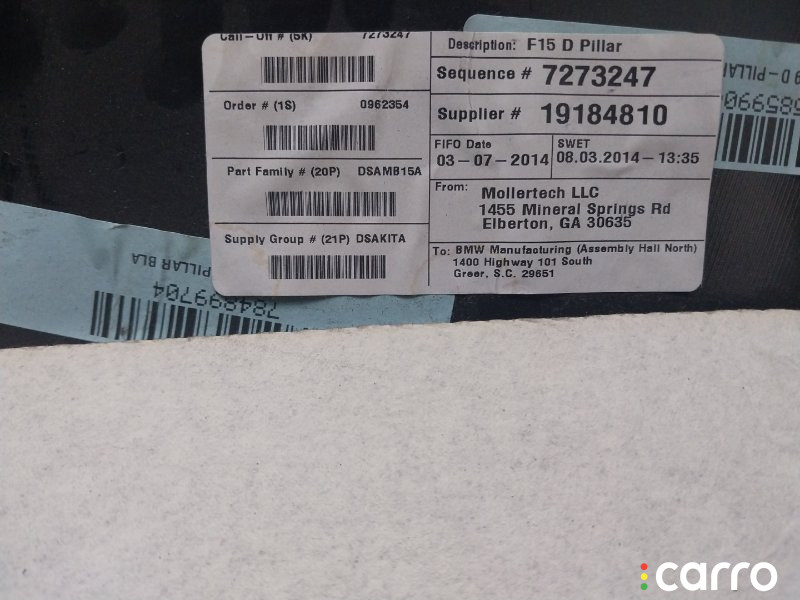 Call-Off # (6K) 7273247
Order # (1S) 0962354
Part Family # (20P) DSAMB15A
Supply Group # (21P) DSAKITA
Description: F15 D Pillar
Sequence # 7273247
Supplier # 19184810
FIFO Date
03-07-2014
SWET
08.03.2014-13:35
From: Mollertech LLC
1455 Mineral Springs Rd
Elberton, GA 30635
To: BMW Manufacturing (Assembly Hall North)
1400 Highway 101 South
Greer, S.C. 29651
D - PILLAR
PILLAR BLA
784899704
carro